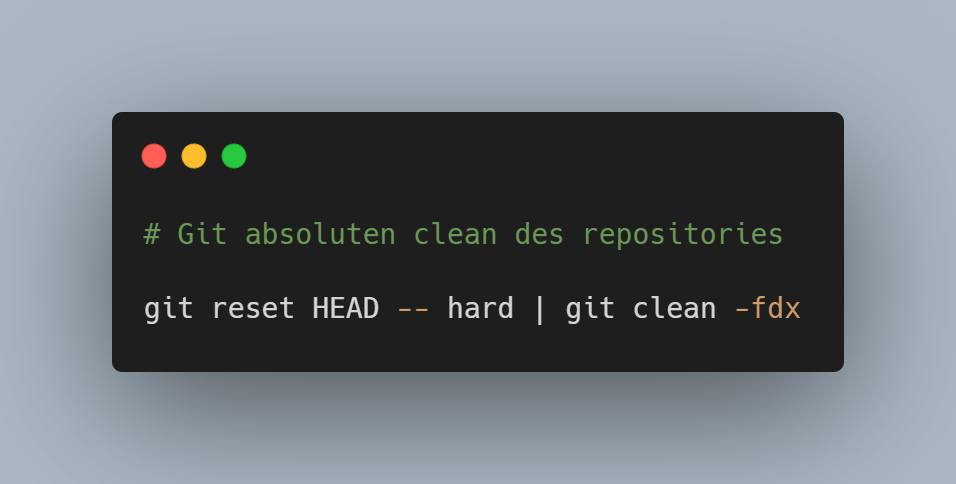 # Git absoluten clean des repositories
git reset HEAD -- hard | git clean -fdx